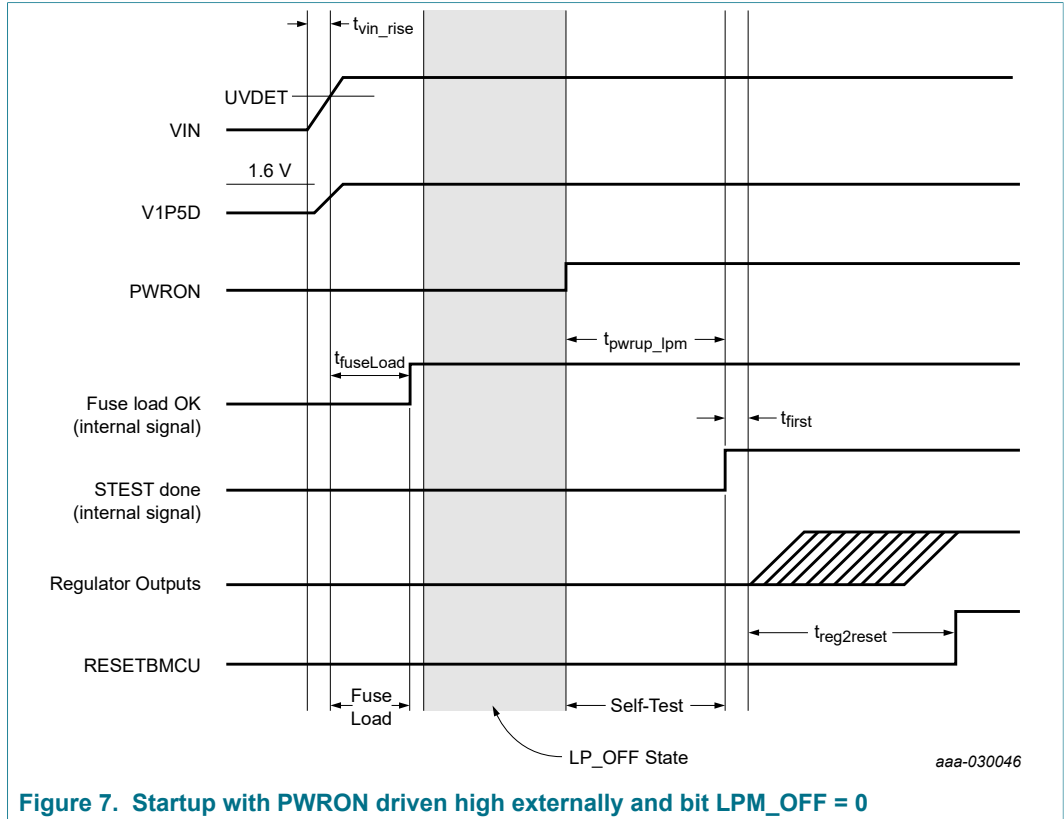 tvin_rise
UVDET
VIN
1.6 V
V1P5D
PWRON
tpwrup_lpm
tfuseLoad
Fuse load OK
(internal signal)
tfirst
STEST done
(internal signal)
Regulator Outputs
treg2reset
RESETBMCU
Fuse
Load
Self-Test
LP_OFF State
aaa-030046
Figure 7. Startup with PWRON driven high externally and bit LPM_OFF = 0